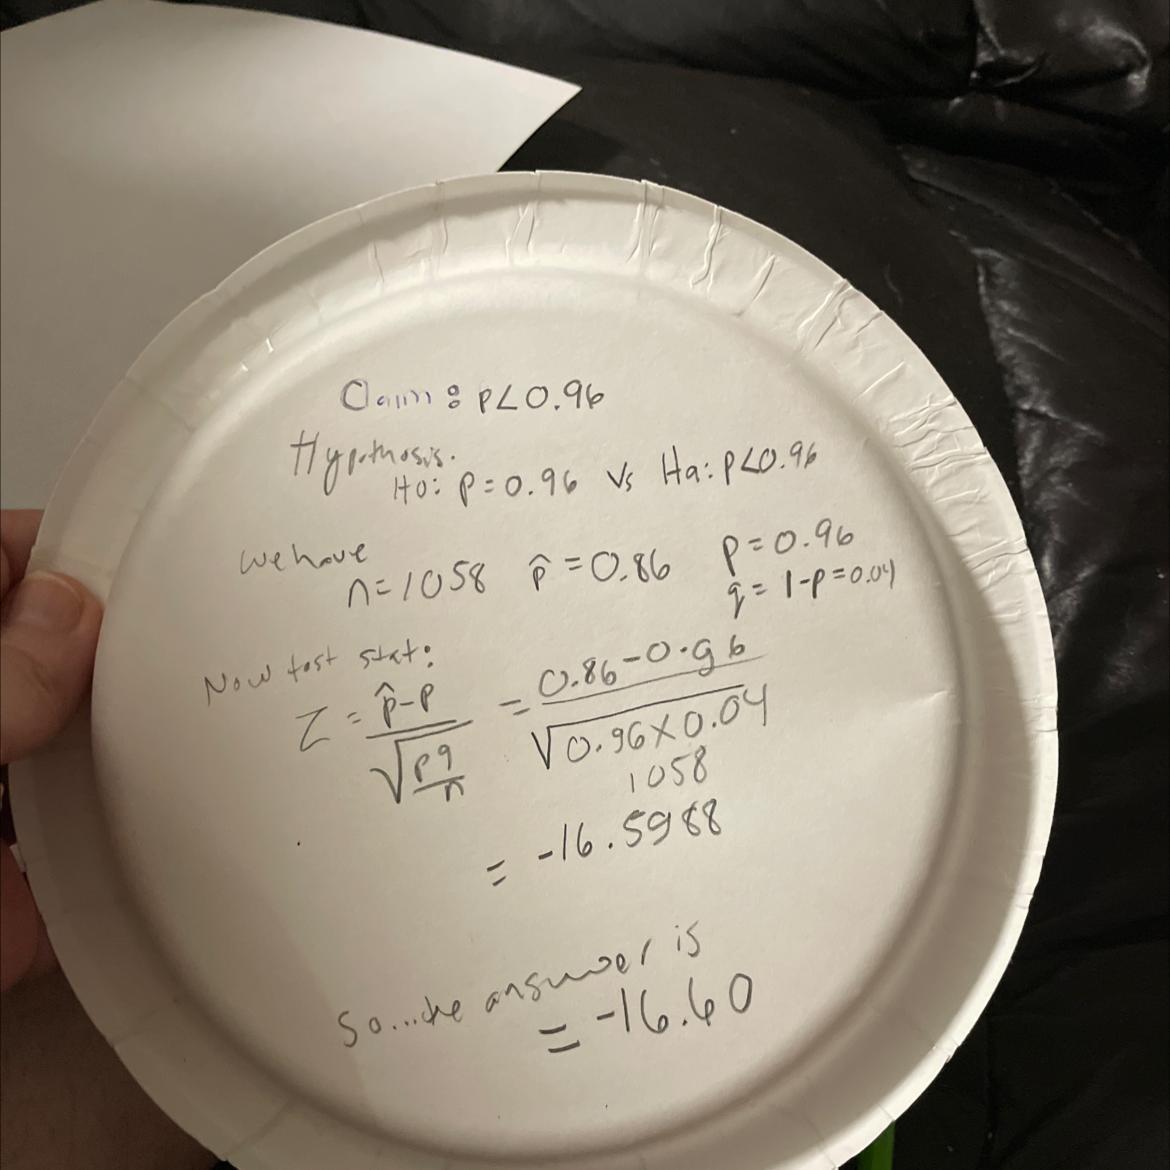 Claim: p<0.96
Hypothosis.
H0: p=0.96 Vs Ha: p<0.96
we have
n=1058 p̂=0.86 p=0.96
q=1-p=0.04
Now test stat:
Z = p̂-p / √pq/n = 0.86-0.96 / √0.96×0.04
1058
= -16.5988
So...the answer is
= -16.60